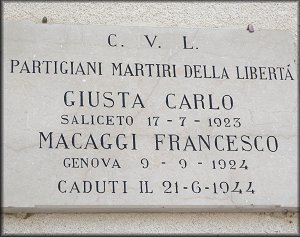 C. V. L.
PARTIGIANI MARTIRI DELLA LIBERTÁ
GIUSTA CARLO
SALICETO 17-7-1923
MACAGGI FRANCESCO
GENOVA 9-9-1924
CADUTI IL 21-6-1944